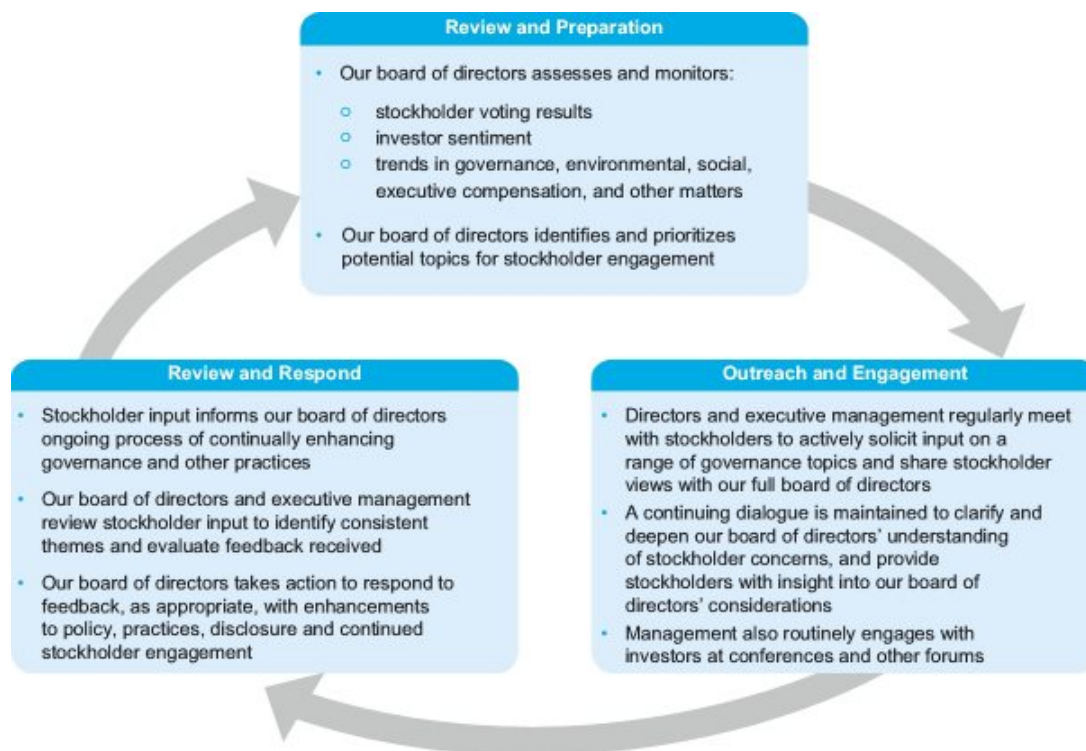 Review and Preparation
• Our board of directors assesses and monitors:
o stockholder voting results
o investor sentiment
o trends in governance, environmental, social,
executive compensation, and other matters
• Our board of directors identifies and prioritizes
potential topics for stockholder engagement
Review and Respond
• Stockholder input informs our board of directors
ongoing process of continually enhancing
governance and other practices
• Our board of directors and executive management
review stockholder input to identify consistent
themes and evaluate feedback received
• Our board of directors takes action to respond to
feedback, as appropriate, with enhancements
to policy, practices, disclosure and continued
stockholder engagement
Outreach and Engagement
• Directors and executive management regularly meet
with stockholders to actively solicit input on a
range of governance topics and share stockholder
views with our full board of directors
• A continuing dialogue is maintained to clarify and
deepen our board of directors’ understanding
of stockholder concerns, and provide
stockholders with insight into our board of
directors’ considerations
• Management also routinely engages with
investors at conferences and other forums